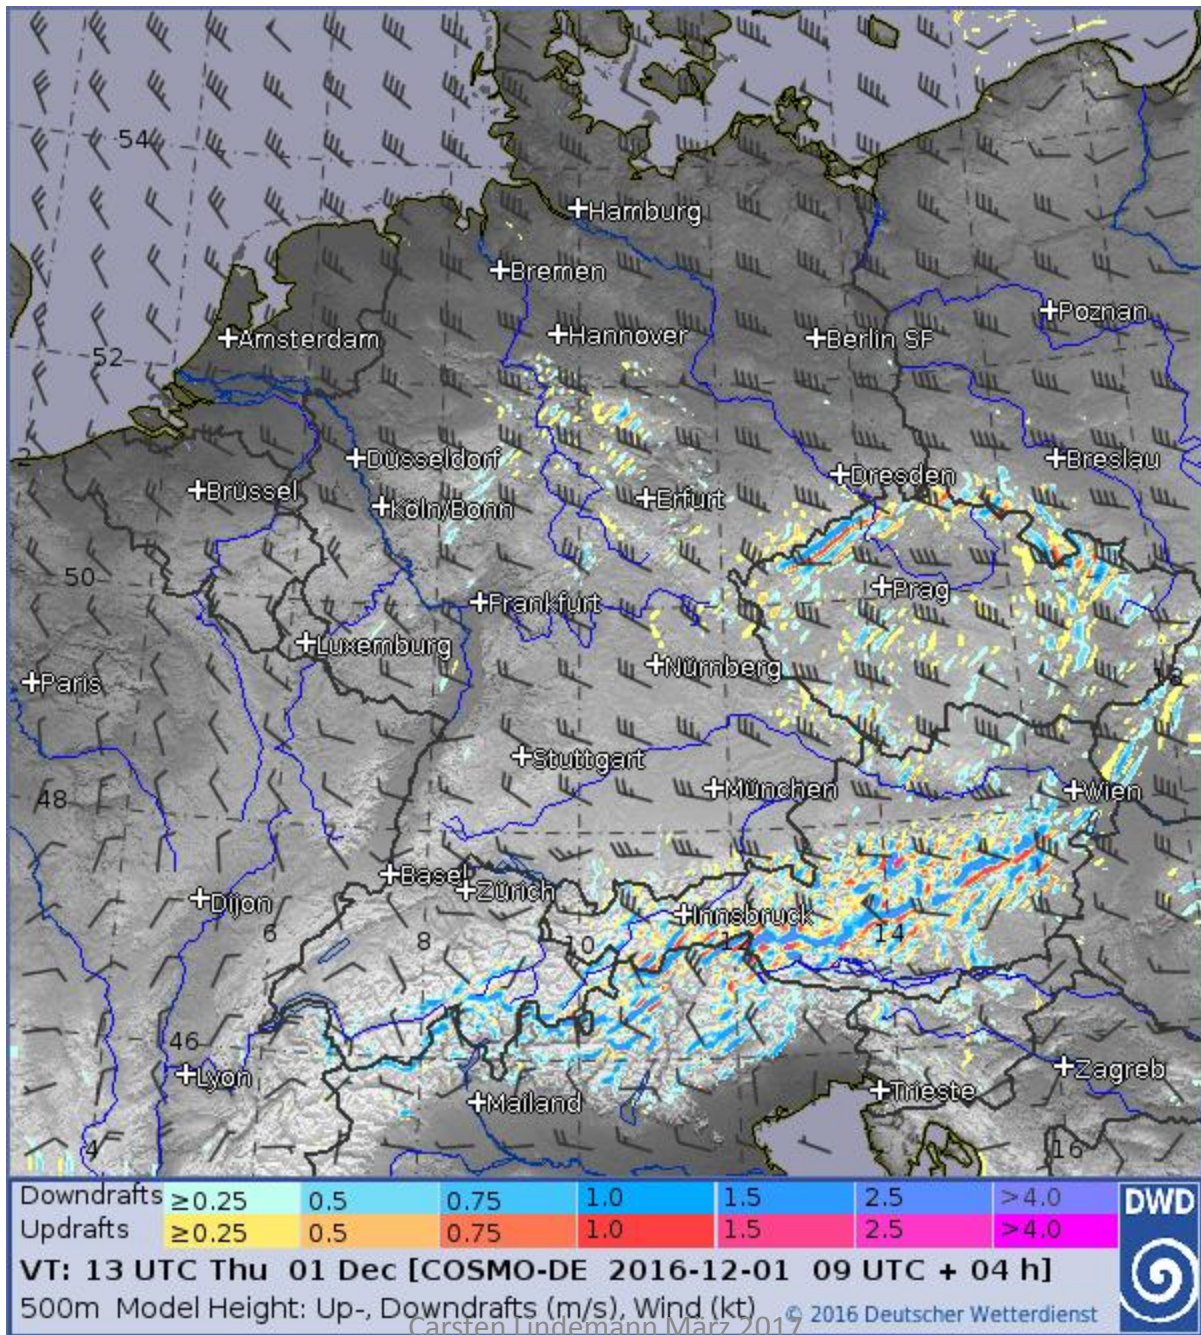 54
Hamburg
Bremen
Poznan
Hannover
Berlin SF
Amsterdam
52
2
Düsseldorf
Breslau
Dresden
Brüssel
Erfurt
Köln/Bonn
50
Prag
Frankfurt
Luxemburg
Nürnberg
18
Paris
Stuttgart
München
Wien
48
Basel
Zürich
Dijon
Innsbruck
6 8 10 12 14
46
Lyon
Zagreb
Trieste
Mailand
4
16
Downdrafts ≥0.25 0.5 0.75 1.0 1.5 2.5 >4.0
Updrafts ≥0.25 0.5 0.75 1.0 1.5 2.5 >4.0
DWD
VT: 13 UTC Thu 01 Dec [COSMO-DE 2016-12-01 09 UTC + 04 h]
500m Model Height: Up-, Downdrafts (m/s), Wind (kt) © 2016 Deutscher Wetterdienst
Carsten Lindemann März 2017